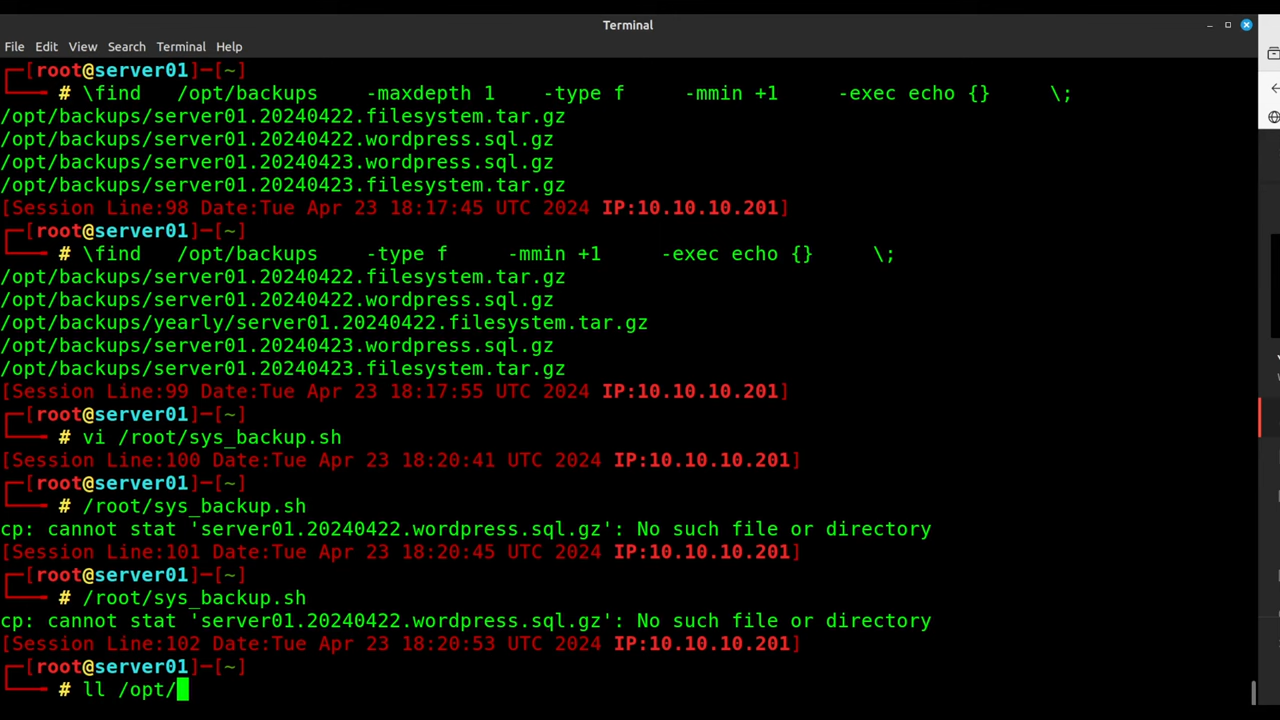 Terminal
File Edit View Search Terminal Help
┌─[root@server01]─[~]
└── # \find /opt/backups -maxdepth 1 -type f -mmin +1 -exec echo {} \;
/opt/backups/server01.20240422.filesystem.tar.gz
/opt/backups/server01.20240422.wordpress.sql.gz
/opt/backups/server01.20240423.wordpress.sql.gz
/opt/backups/server01.20240423.filesystem.tar.gz
[Session Line:98 Date:Tue Apr 23 18:17:45 UTC 2024 IP:10.10.10.201]
┌─[root@server01]─[~]
└── # \find /opt/backups -type f -mmin +1 -exec echo {} \;
/opt/backups/server01.20240422.filesystem.tar.gz
/opt/backups/server01.20240422.wordpress.sql.gz
/opt/backups/yearly/server01.20240422.filesystem.tar.gz
/opt/backups/server01.20240423.wordpress.sql.gz
/opt/backups/server01.20240423.filesystem.tar.gz
[Session Line:99 Date:Tue Apr 23 18:17:55 UTC 2024 IP:10.10.10.201]
┌─[root@server01]─[~]
└── # vi /root/sys_backup.sh
[Session Line:100 Date:Tue Apr 23 18:20:41 UTC 2024 IP:10.10.10.201]
┌─[root@server01]─[~]
└── # /root/sys_backup.sh
cp: cannot stat 'server01.20240422.wordpress.sql.gz': No such file or directory
[Session Line:101 Date:Tue Apr 23 18:20:45 UTC 2024 IP:10.10.10.201]
┌─[root@server01]─[~]
└── # /root/sys_backup.sh
cp: cannot stat 'server01.20240422.wordpress.sql.gz': No such file or directory
[Session Line:102 Date:Tue Apr 23 18:20:53 UTC 2024 IP:10.10.10.201]
┌─[root@server01]─[~]
└── # ll /opt/